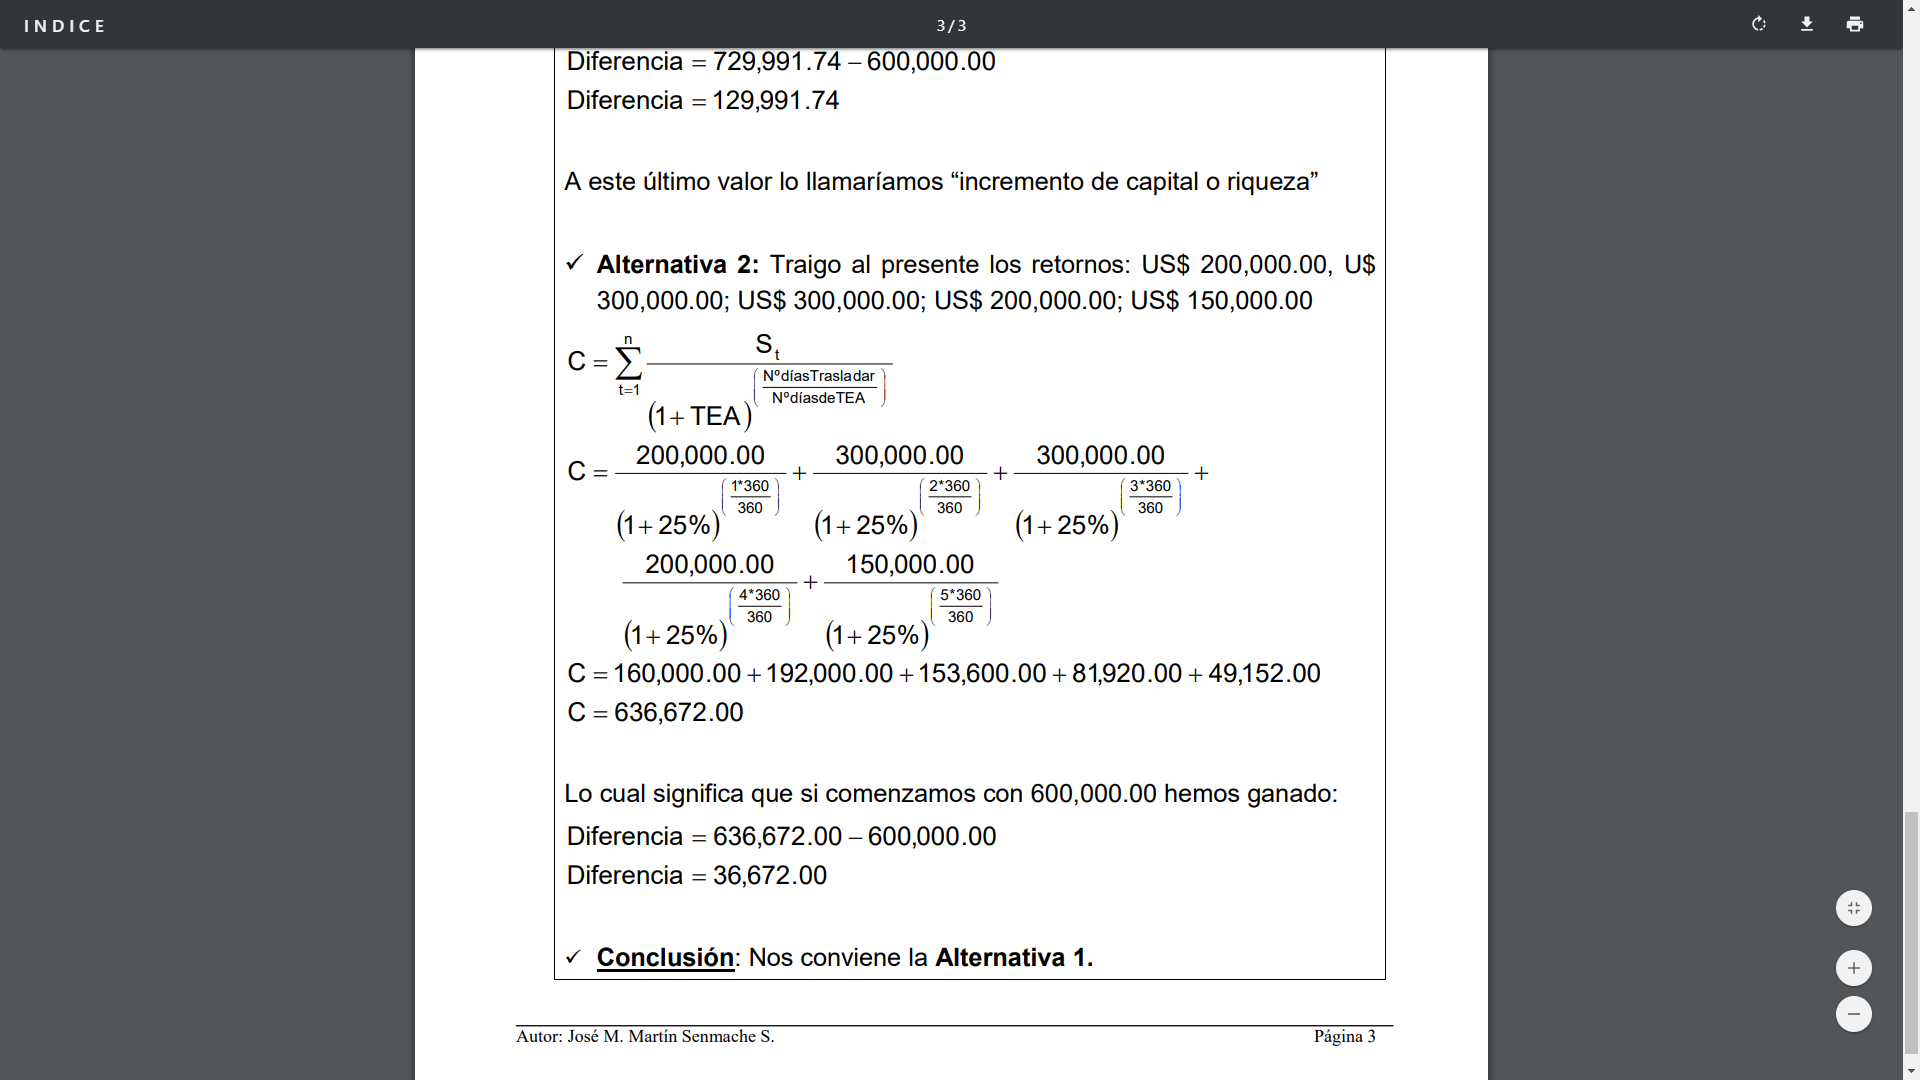 INDICE
3/3
Diferencia = 729,991.74 – 600,000.00
Diferencia = 129,991.74
A este último valor lo llamaríamos “incremento de capital o riqueza”
✓ Alternativa 2: Traigo al presente los retornos: US$ 200,000.00, U$
300,000.00; US$ 300,000.00; US$ 200,000.00; US$ 150,000.00
C = ∑ (n, t=1) S_t / (1+ TEA)^(NºdíasTrasladar / NºdíasdeTEA)
C = 200,000.00 / (1+ 25%)^(1*360 / 360) + 300,000.00 / (1+ 25%)^(2*360 / 360) + 300,000.00 / (1+ 25%)^(3*360 / 360) +
200,000.00 / (1+ 25%)^(4*360 / 360) + 150,000.00 / (1+ 25%)^(5*360 / 360)
C = 160,000.00 + 192,000.00 + 153,600.00 + 81,920.00 + 49,152.00
C = 636,672.00
Lo cual significa que si comenzamos con 600,000.00 hemos ganado:
Diferencia = 636,672.00 – 600,000.00
Diferencia = 36,672.00
✓ Conclusión: Nos conviene la Alternativa 1.
Autor: José M. Martín Senmache S.
Página 3